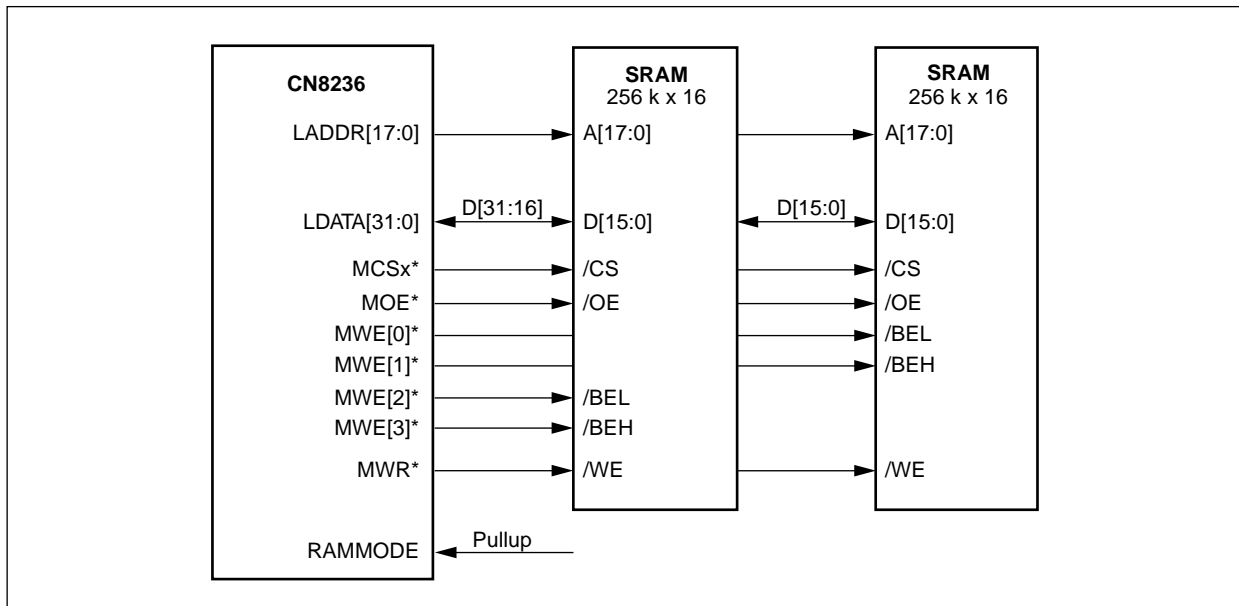 CN8236
LADDR[17:0]
LDATA[31:0]
MCSx*
MOE*
MWE[0]*
MWE[1]*
MWE[2]*
MWE[3]*
MWR*
RAMMODE
D[31:16]
Pullup
SRAM
256 k x 16
A[17:0]
D[15:0]
/CS
/OE
/BEL
/BEH
/WE
D[15:0]
SRAM
256 k x 16
A[17:0]
D[15:0]
/CS
/OE
/BEL
/BEH
/WE